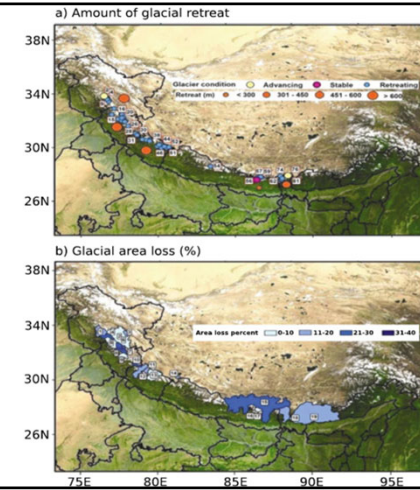 a) Amount of glacial retreat
38N
Glacier condition Advancing Stable Retreating
34N
Retreat (m) < 300 301 - 450 451 - 600 > 600
30N
26N
b) Glacial area loss (%)
38N
34N
Area loss percent 0-10 11-20 21-30 31-40
30N
26N
75E 80E 85E 90E 95E